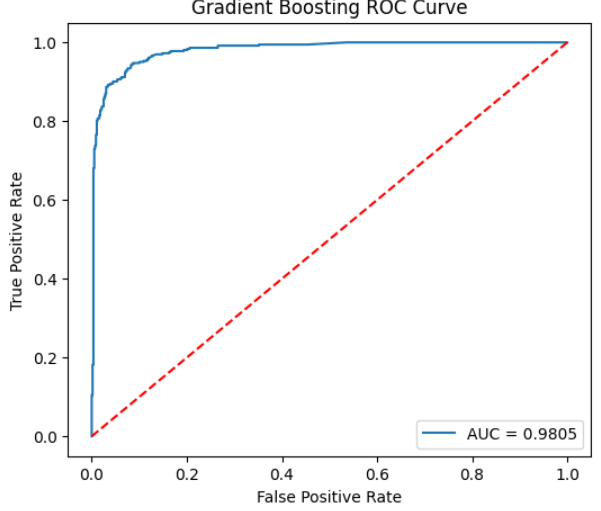 Gradient Boosting ROC Curve
1.0
0.8
0.6
0.4
0.2
0.0
True Positive Rate
AUC = 0.9805
0.0 0.2 0.4 0.6 0.8 1.0
False Positive Rate